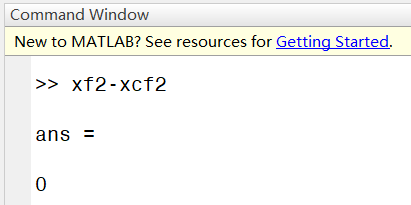 Command Window
New to MATLAB? See resources for Getting Started.
>> xf2-xcf2
ans =
0